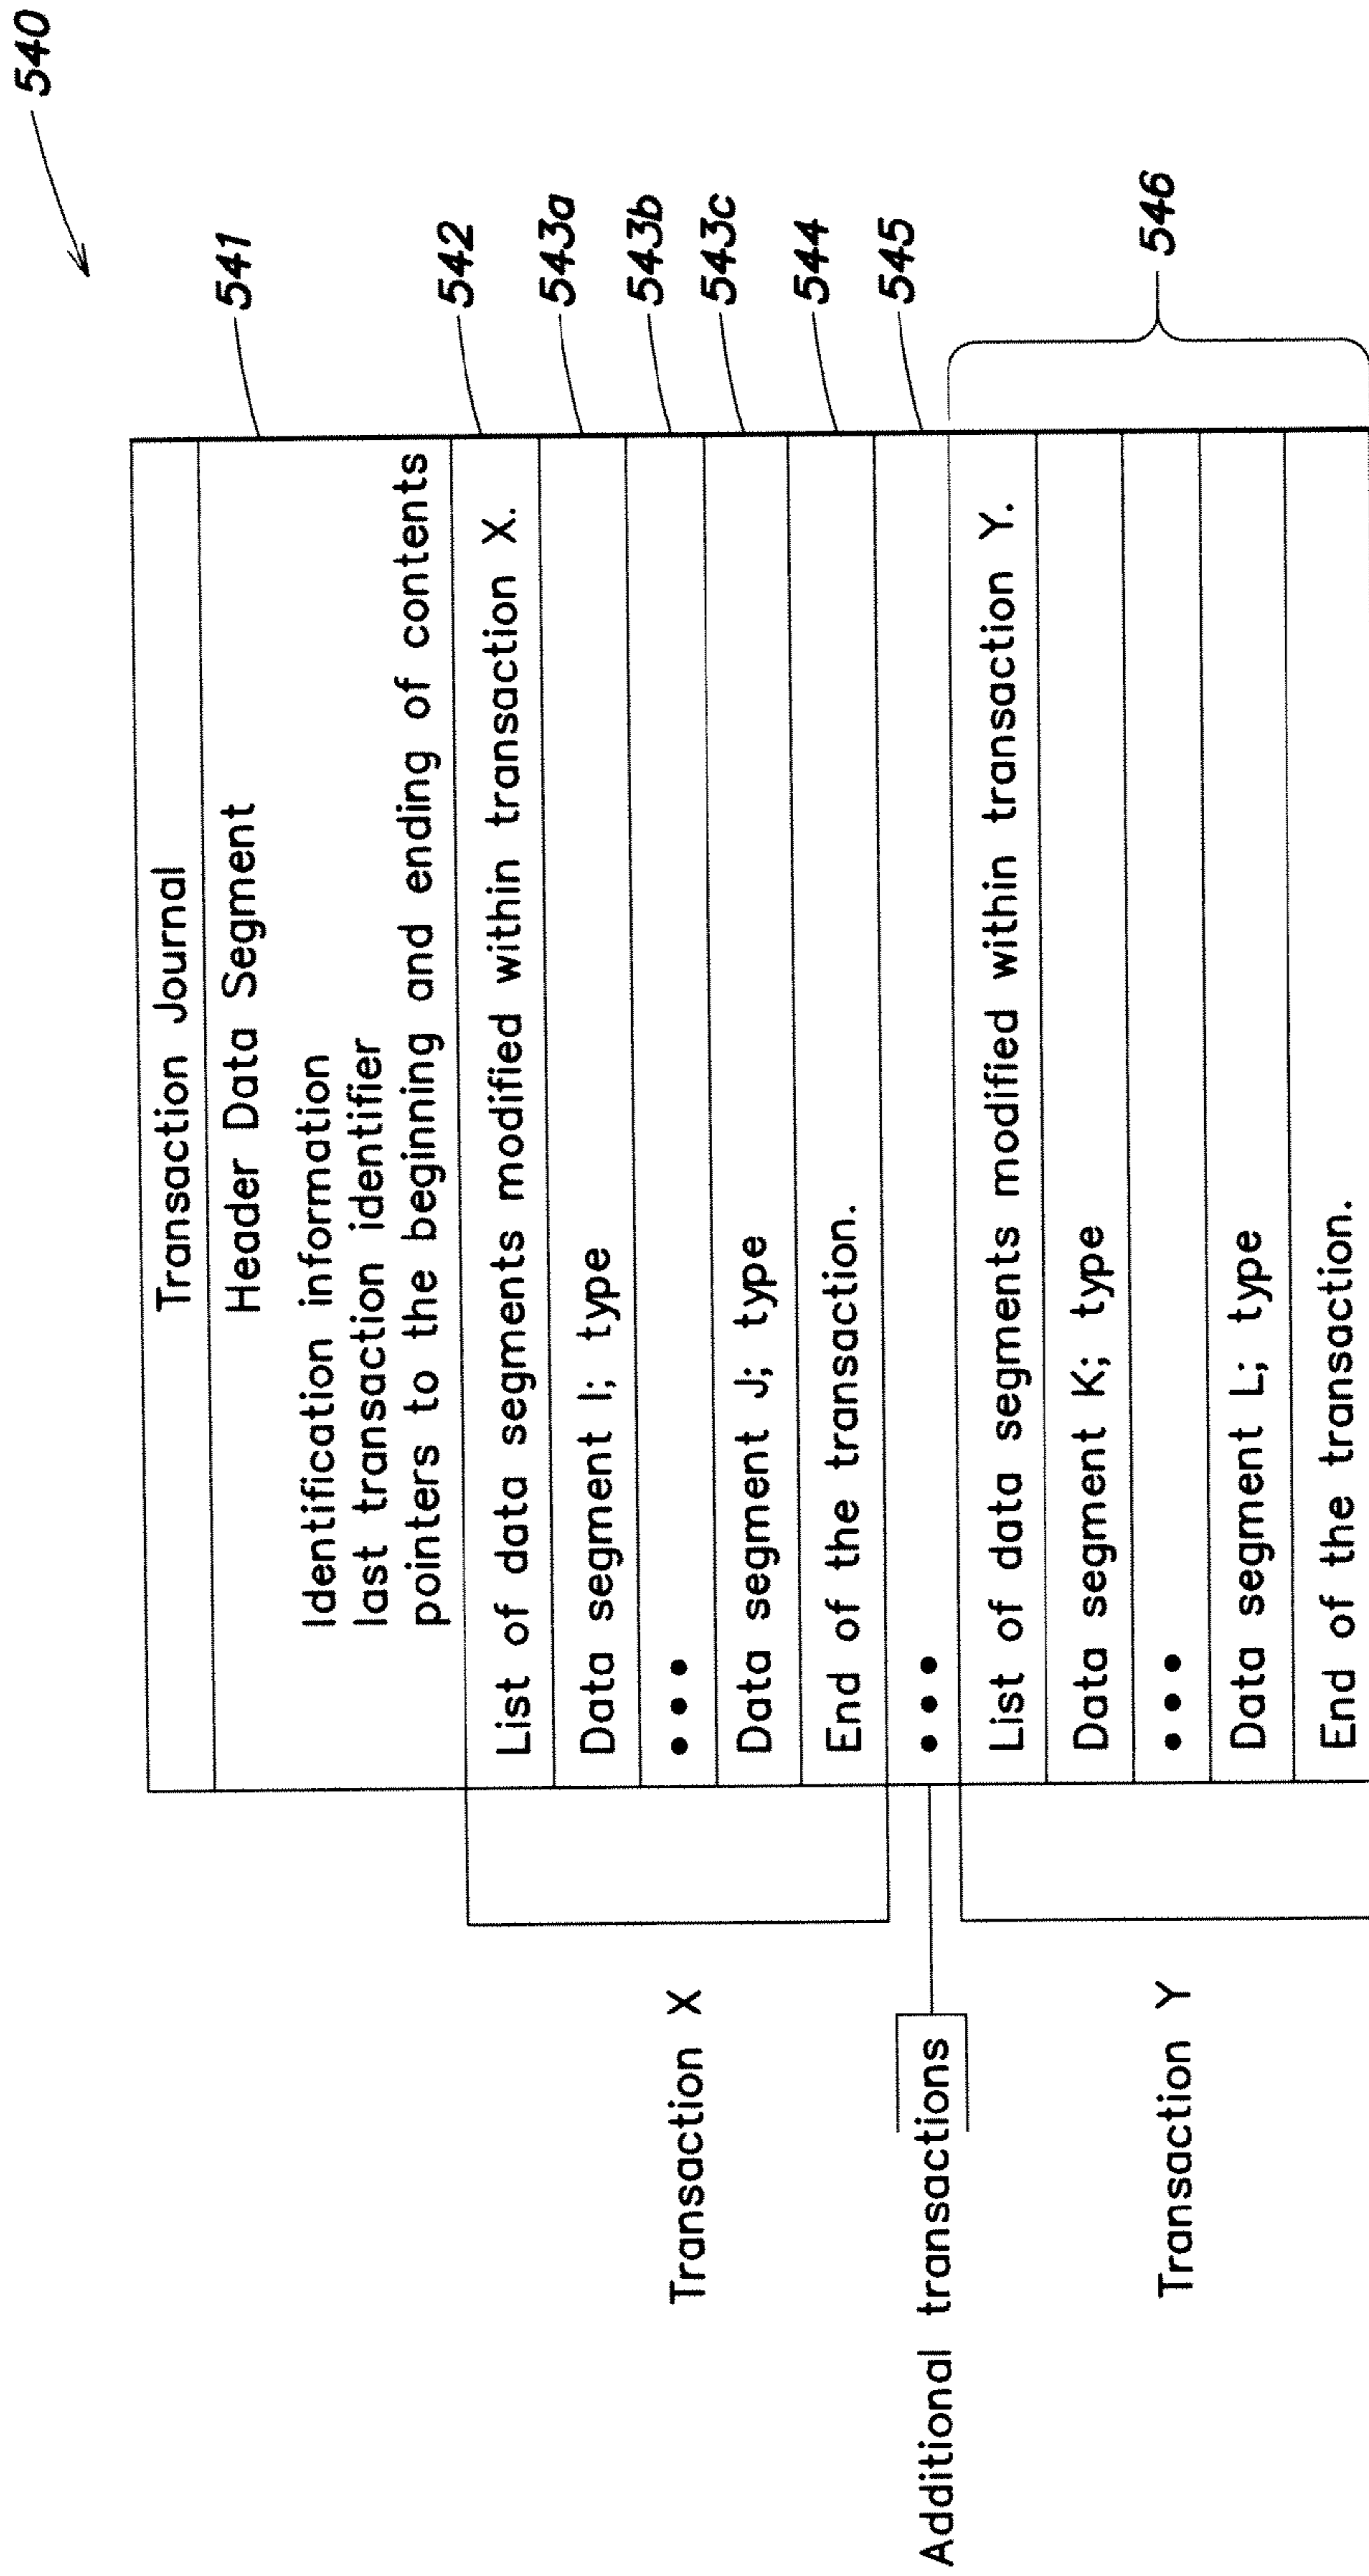 540
Transaction Journal
Header Data Segment
541
Identification information
last transaction identifier
pointers to the beginning and ending of contents
List of data segments modified within transaction X.
542
Data segment I; type
543a
•••
543b
Transaction X
Data segment J; type
543c
End of the transaction.
544
Additional transactions
•••
545
List of data segments modified within transaction Y.
Data segment K; type
•••
Transaction Y
546
Data segment L; type
End of the transaction.